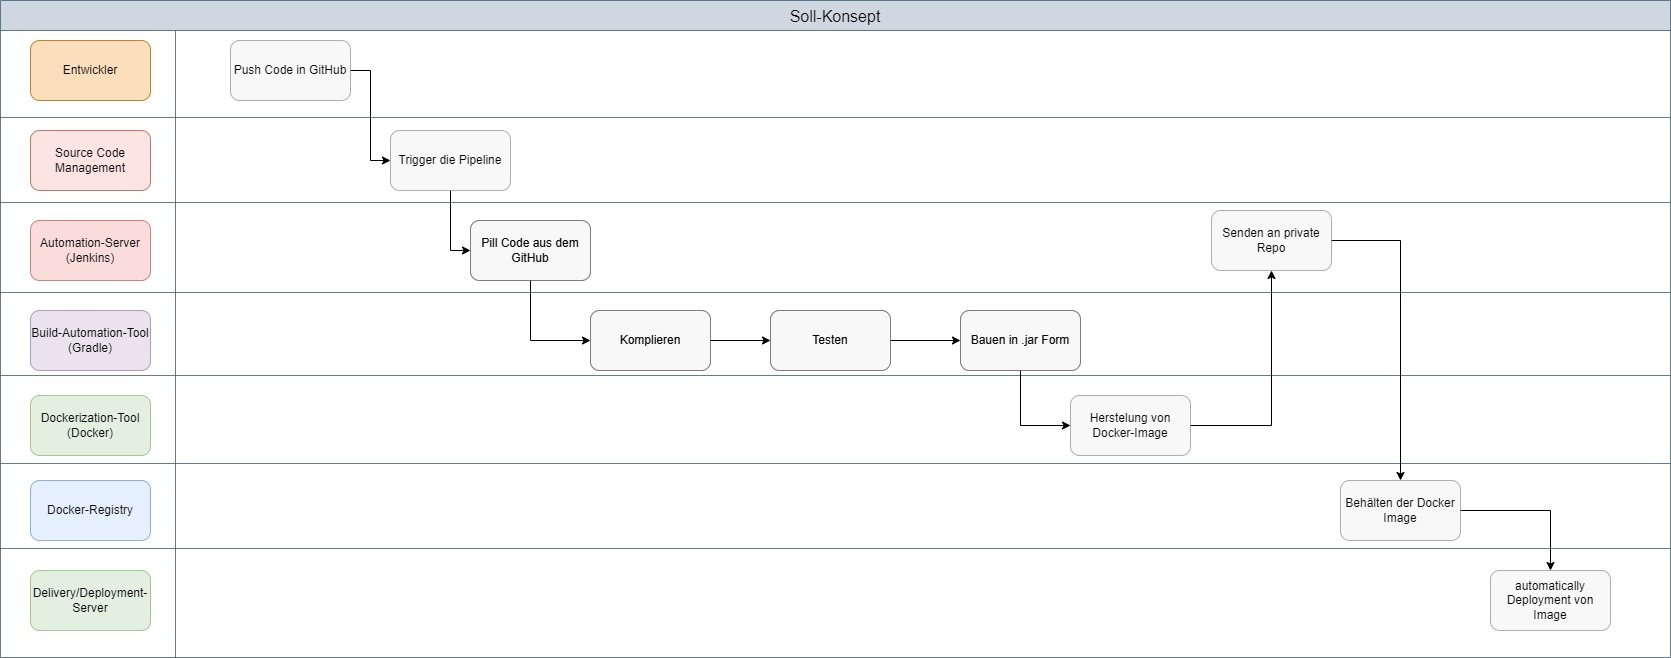 Soll-Konsept
Entwickler
Push Code in GitHub
Source Code
Management
Trigger die Pipeline
Automation-Server
(Jenkins)
Pill Code aus dem
GitHub
Senden an private
Repo
Build-Automation-Tool
(Gradle)
Komplieren
Testen
Bauen in .jar Form
Dockerization-Tool
(Docker)
Herstelung von
Docker-Image
Docker-Registry
Behälten der Docker
Image
Delivery/Deployment-
Server
automatically
Deployment von
Image